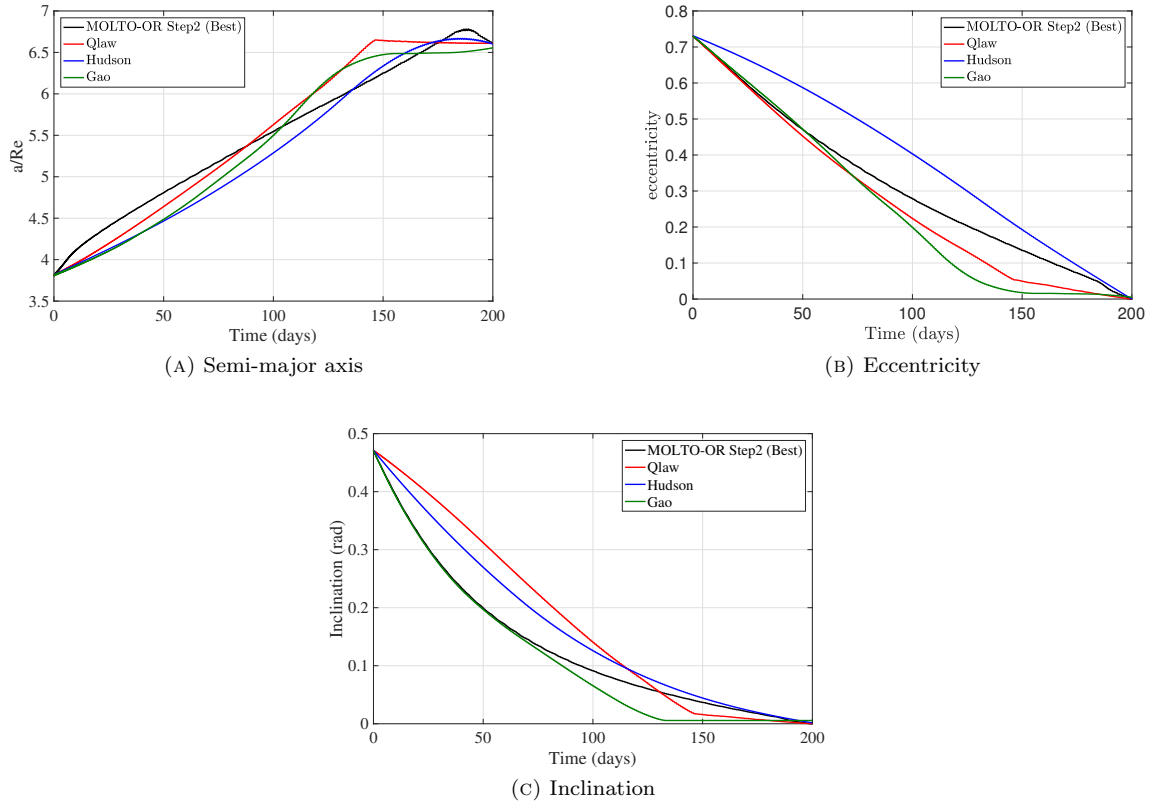 MOLTO-OR Step2 (Best)
Qlaw
Hudson
Gao
a/Re
6.5
6
5.5
5
4.5
4
3.5
0
50
100
150
200
Time (days)
(A) Semi-major axis
MOLTO-OR Step2 (Best)
Qlaw
Hudson
Gao
eccentricity
0.8
0.7
0.6
0.5
0.4
0.3
0.2
0.1
0
0
50
100
150
200
Time (days)
(B) Eccentricity
MOLTO-OR Step2 (Best)
Qlaw
Hudson
Gao
Inclination (rad)
0.5
0.4
0.3
0.2
0.1
0
0
50
100
150
200
Time (days)
(C) Inclination